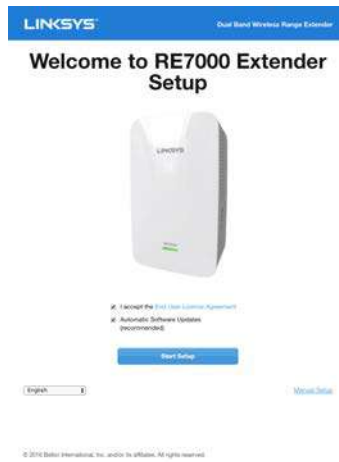 LINKSYS
Dual Band Wireless Range Extender
Welcome to RE7000 Extender
Setup
LINKSYS
I accept the End User License Agreement
Automatic Software Updates
(recommended)
Start Setup
English
Manual Setup
© 2016 Belkin International, Inc. and/or its affiliates. All rights reserved.